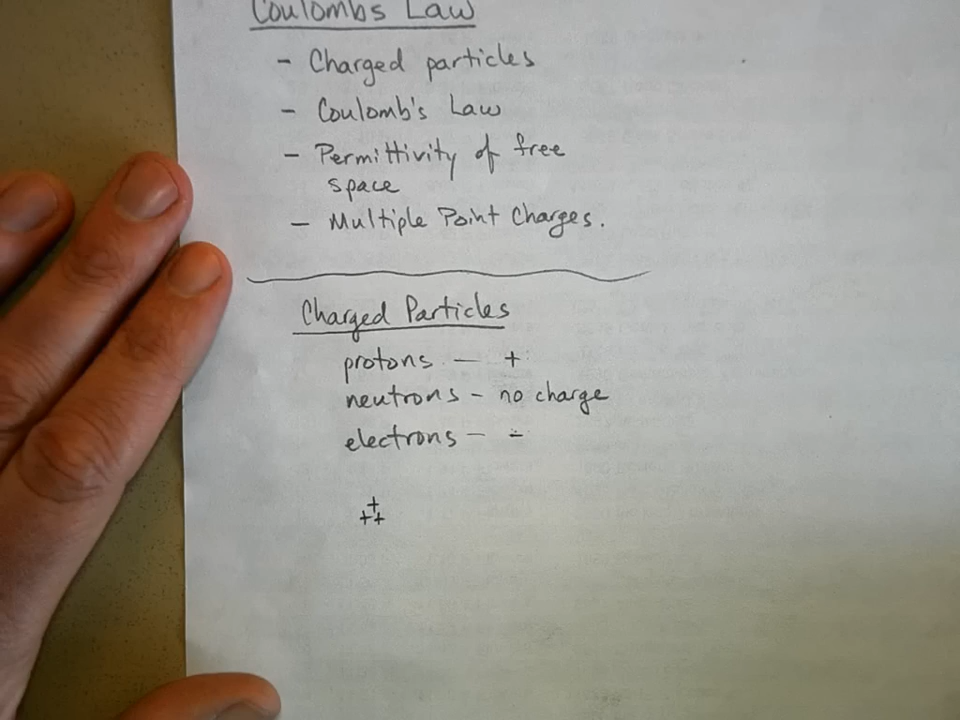 Coulombs Law
- Charged particles
- Coulomb's Law
- Permittivity of free
space
- Multiple Point Charges.
Charged Particles
protons - +
neutrons - no charge
electrons - -
+
++